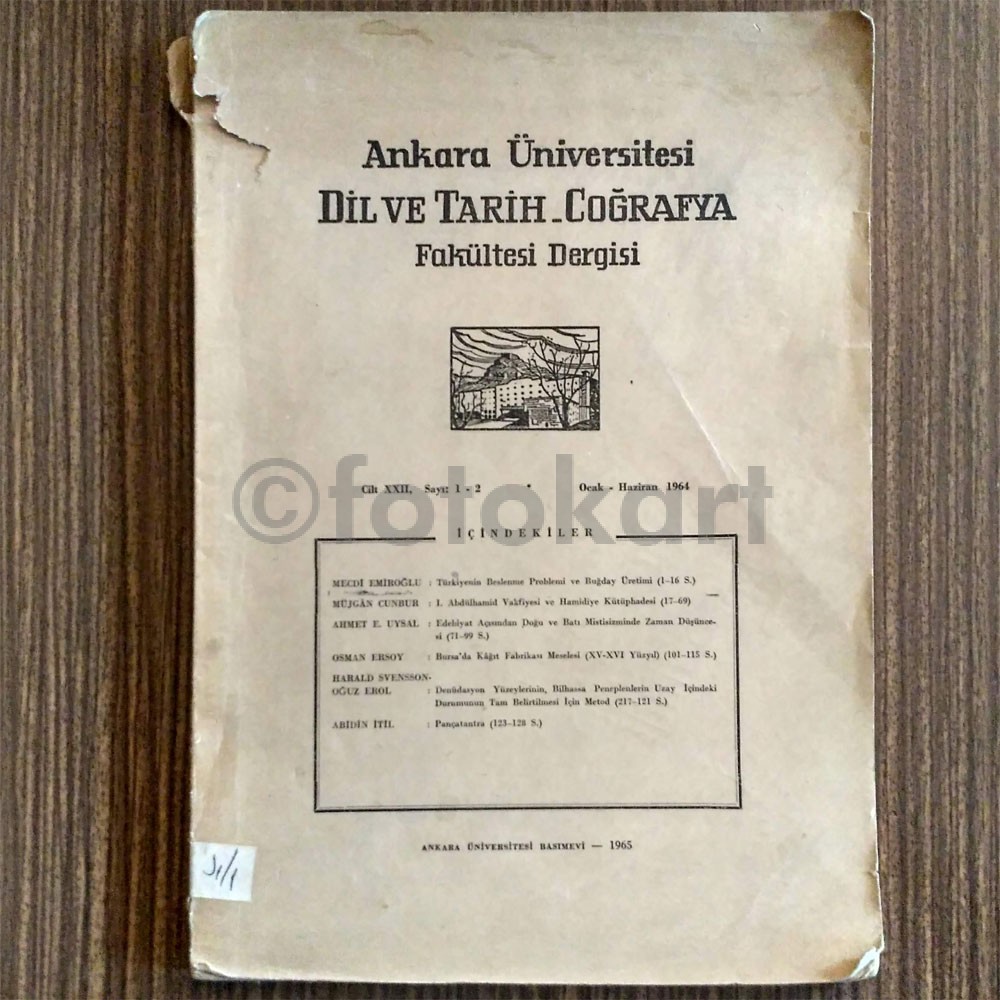 Ankara Üniversitesi
DİL VE TARİH-COĞRAFYA
Fakültesi Dergisi
Cilt XXII, Sayı: 1 - 2 • Ocak - Haziran 1964
©fotokart
İÇİNDEKİLER
MECDİ EMİROĞLU : Türkiyenin Beslenme Problemi ve Buğday Üretimi (1-16 S.)
MÜJGÂN CUNBUR : I. Abdülhamid Vakfiyesi ve Hamidiye Kütüphadesi (17-69)
AHMET E. UYSAL : Edebiyat Açısından Doğu ve Batı Mistisizminde Zaman Düşünce-
si (71-99 S.)
OSMAN ERSOY : Bursa'da Kâğıt Fabrikası Meselesi (XV-XVI Yüzyıl) (101-115 S.)
HARALD SVENSSON-
OĞUZ EROL : Denüdasyon Yüzeylerinin, Bilhassa Peneplenlerin Uzay İçindeki
Durumunun Tam Belirtilmesi İçin Metod (217-121 S.)
ABİDİN İTİL : Pançatantra (123-128 S.)
ANKARA ÜNİVERSİTESİ BASIMEVİ — 1965